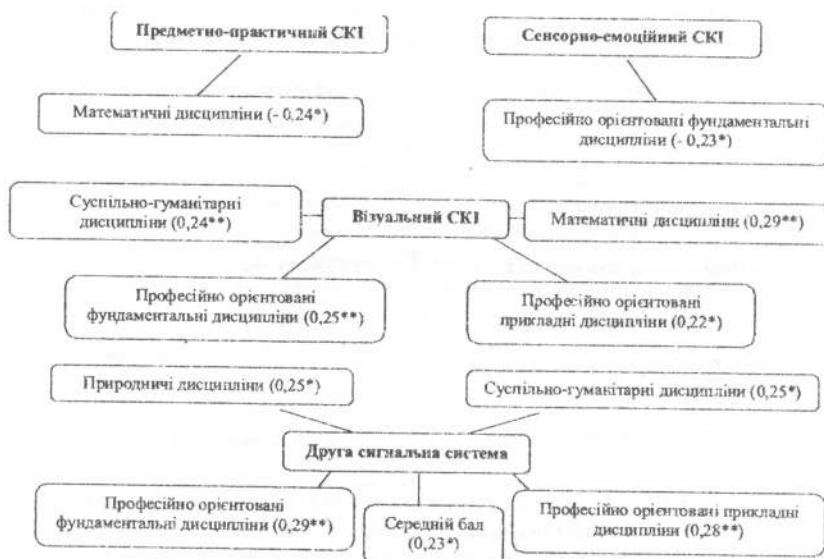 Предметно-практичный СКІ
Сенсорно-емоційний СКІ
Математичні дисципліни (- 0,24*)
Професійно орієнтовані фундаментальні
дисципліни (- 0,23*)
Суспільно-гуманітарні
дисципліни (0,24**)
Візуальний СКІ
Математичні дисципліни (0,29**)
Професійно орієнтовані
фундаментальні дисципліни (0,25**)
Професійно орієнтовані
прикладні дисципліни (0,22*)
Природничі дисципліни (0,25*)
Суспільно-гуманітарні дисципліни (0,25*)
Друга сигнальна система
Професійно орієнтовані
фундаментальні дисципліни (0,29**)
Середній бал
(0,23*)
Професійно орієнтовані прикладні
дисципліни (0,28**)